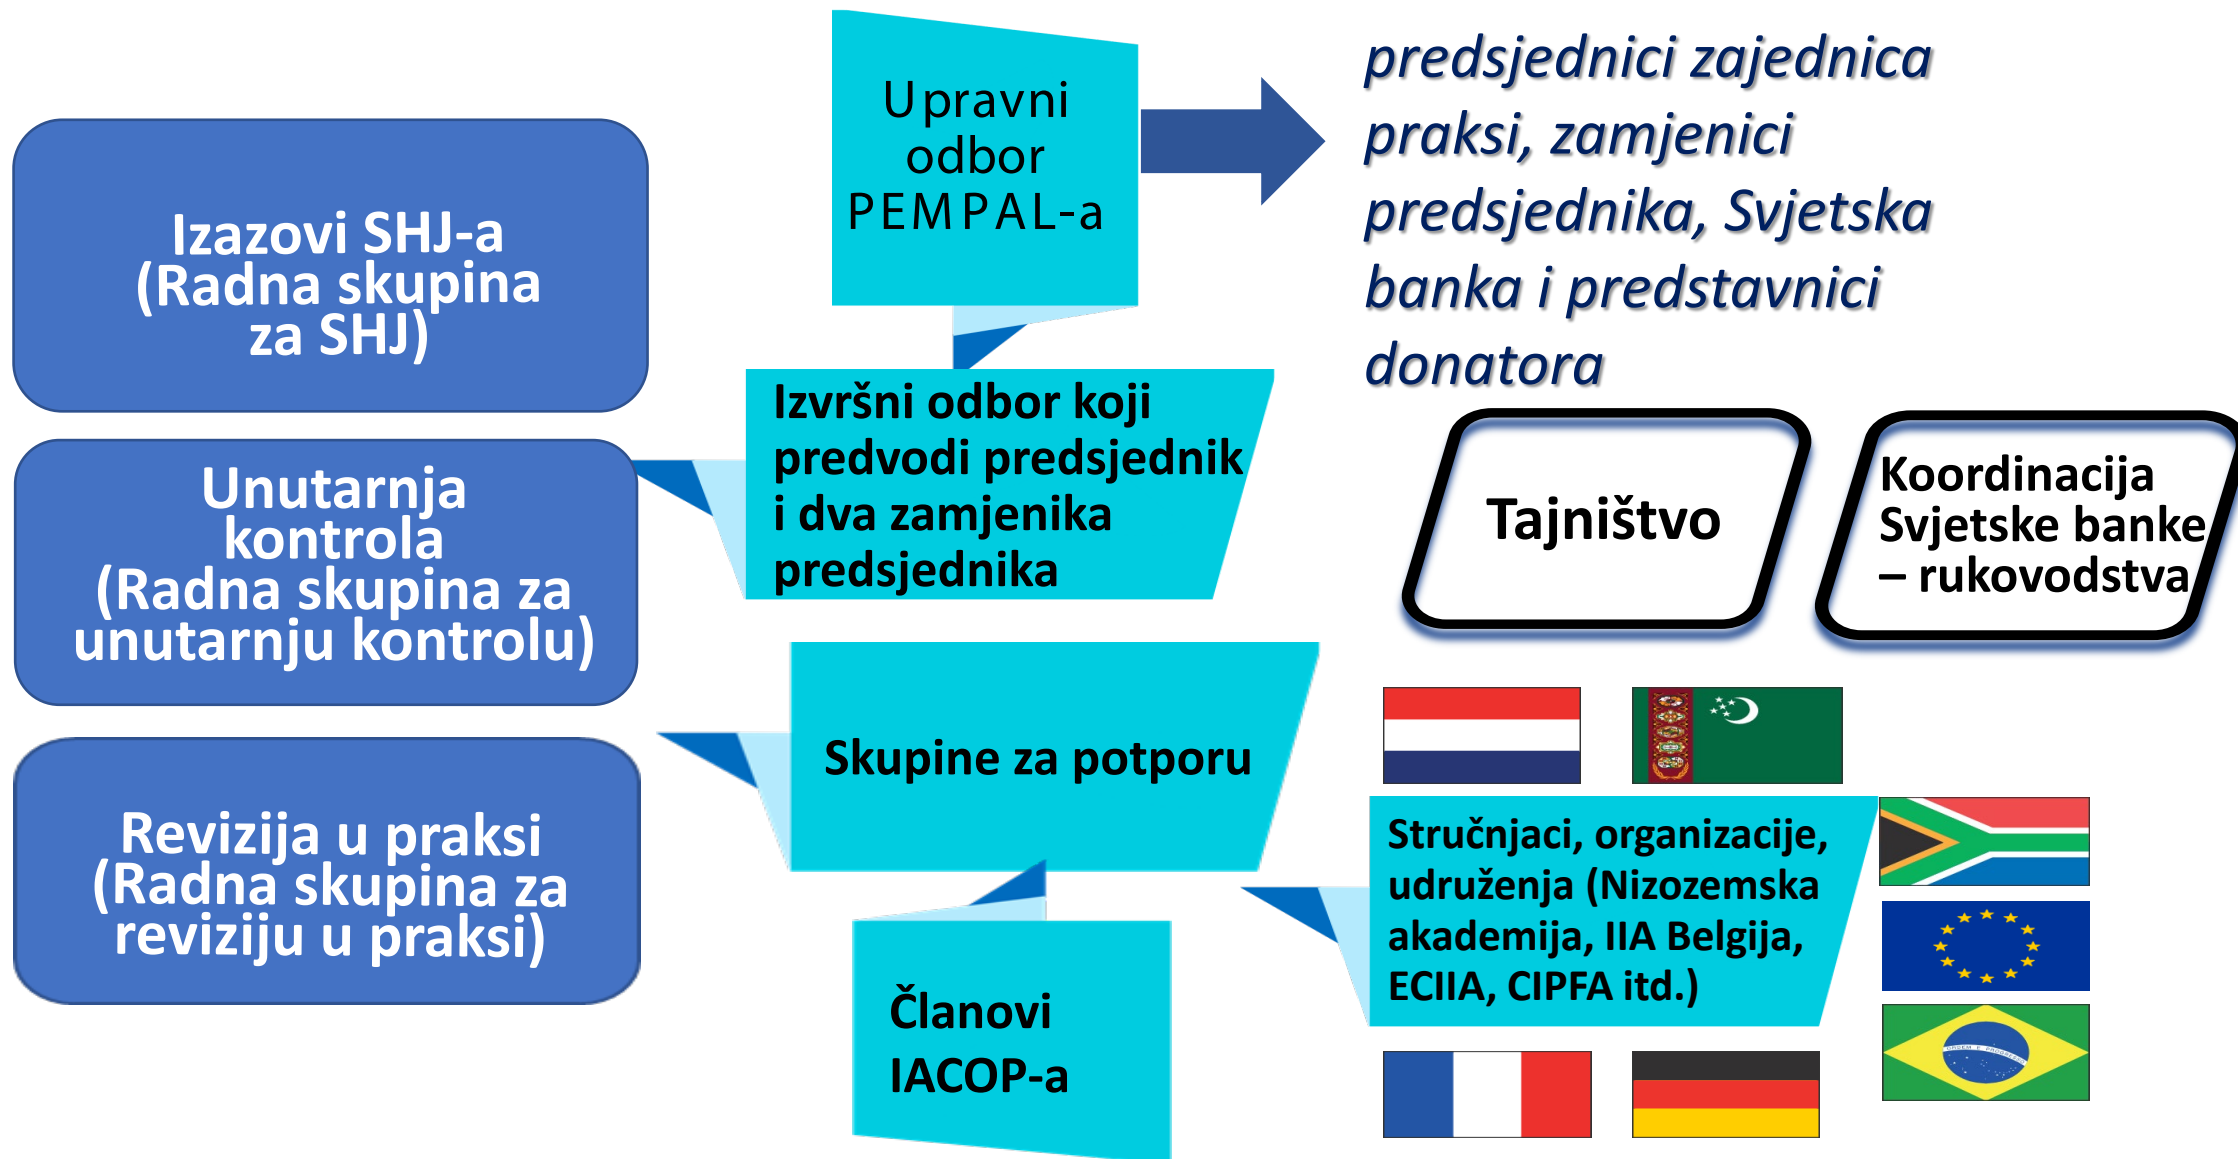 Upravni
odbor
PEMPAL-a
predsjednici zajednica
praksi, zamjenici
predsjednika, Svjetska
banka i predstavnici
donatora
Izazovi SHJ-a
(Radna skupina
za SHJ)
Izvršni odbor koji
predvodi predsjednik
i dva zamjenika
predsjednika
Tajništvo
Koordinacija
Svjetske banke
– rukovodstva
Unutarnja
kontrola
(Radna skupina za
unutarnju kontrolu)
Skupine za potporu
Revizija u praksi
(Radna skupina za
reviziju u praksi)
Stručnjaci, organizacije,
udruženja (Nizozemska
akademija, IIA Belgija,
ECIIA, CIPFA itd.)
Članovi
IACOP-a